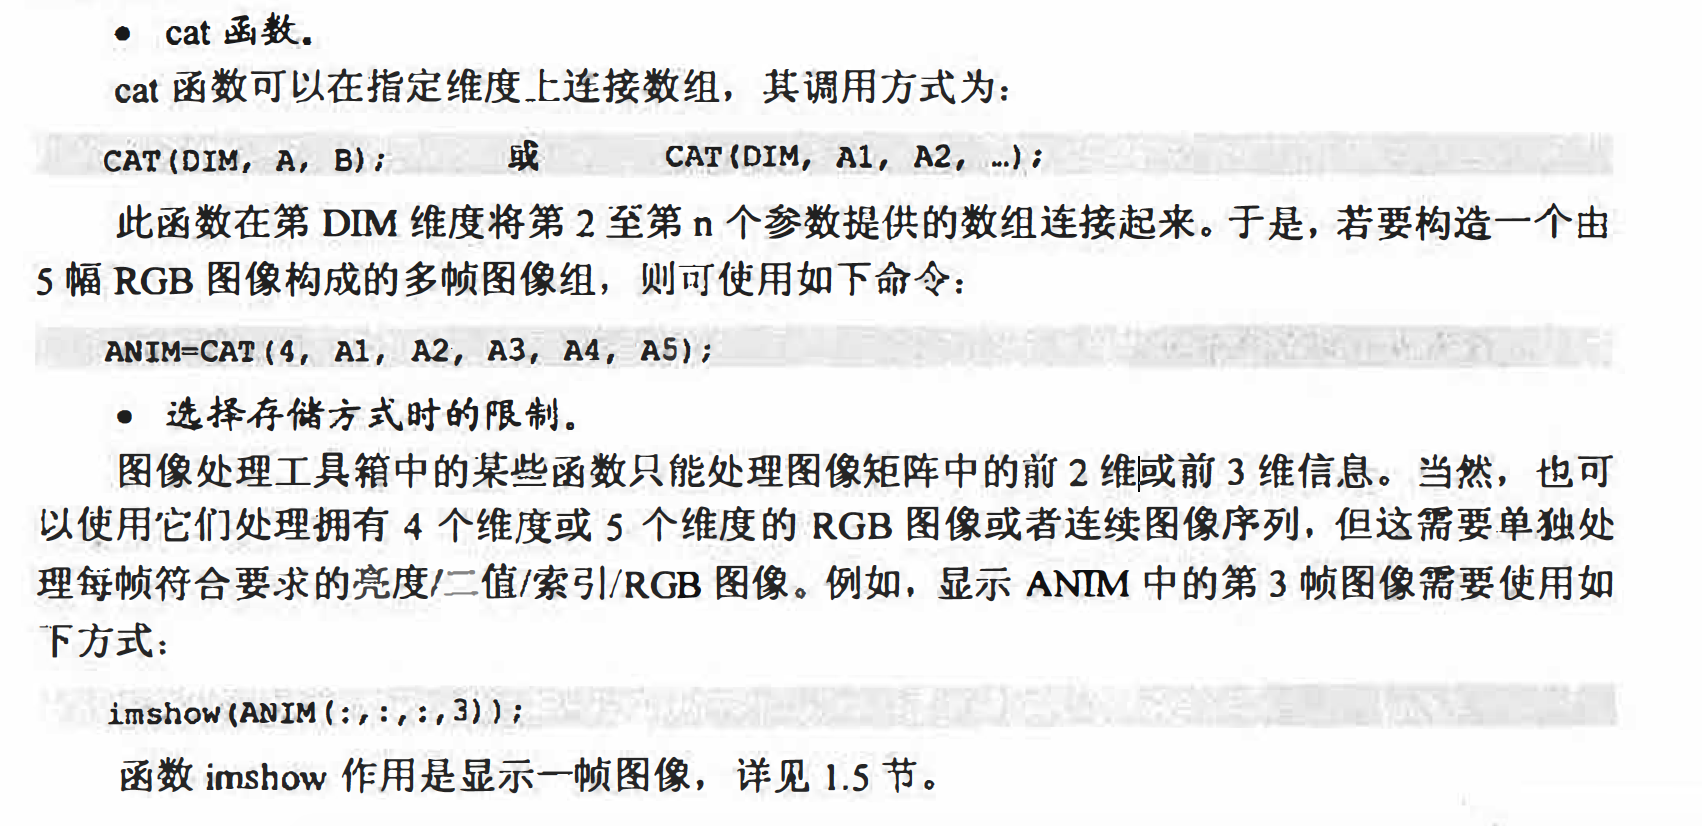 • cat 函数。
cat 函数可以在指定维度上连接数组，其调用方式为：
CAT(DIM, A, B);  或  CAT(DIM, A1, A2, …);
此函数在第 DIM 维度将第 2 至第 n 个参数提供的数组连接起来。于是，若要构造一个由
5 幅 RGB 图像构成的多帧图像组，则可使用如下命令：
ANIM=CAT(4, A1, A2, A3, A4, A5);
• 选择存储方式时的限制。
图像处理工具箱中的某些函数只能处理图像矩阵中的前 2 维或前 3 维信息。当然，也可
以使用它们处理拥有 4 个维度或 5 个维度的 RGB 图像或者连续图像序列，但这需要单独处
理每帧符合要求的亮度/二值/索引/RGB 图像。例如，显示 ANIM 中的第 3 帧图像需要使用如
下方式：
imshow(ANIM(:,:,:,3));
函数 imshow 作用是显示一帧图像，详见 1.5 节。